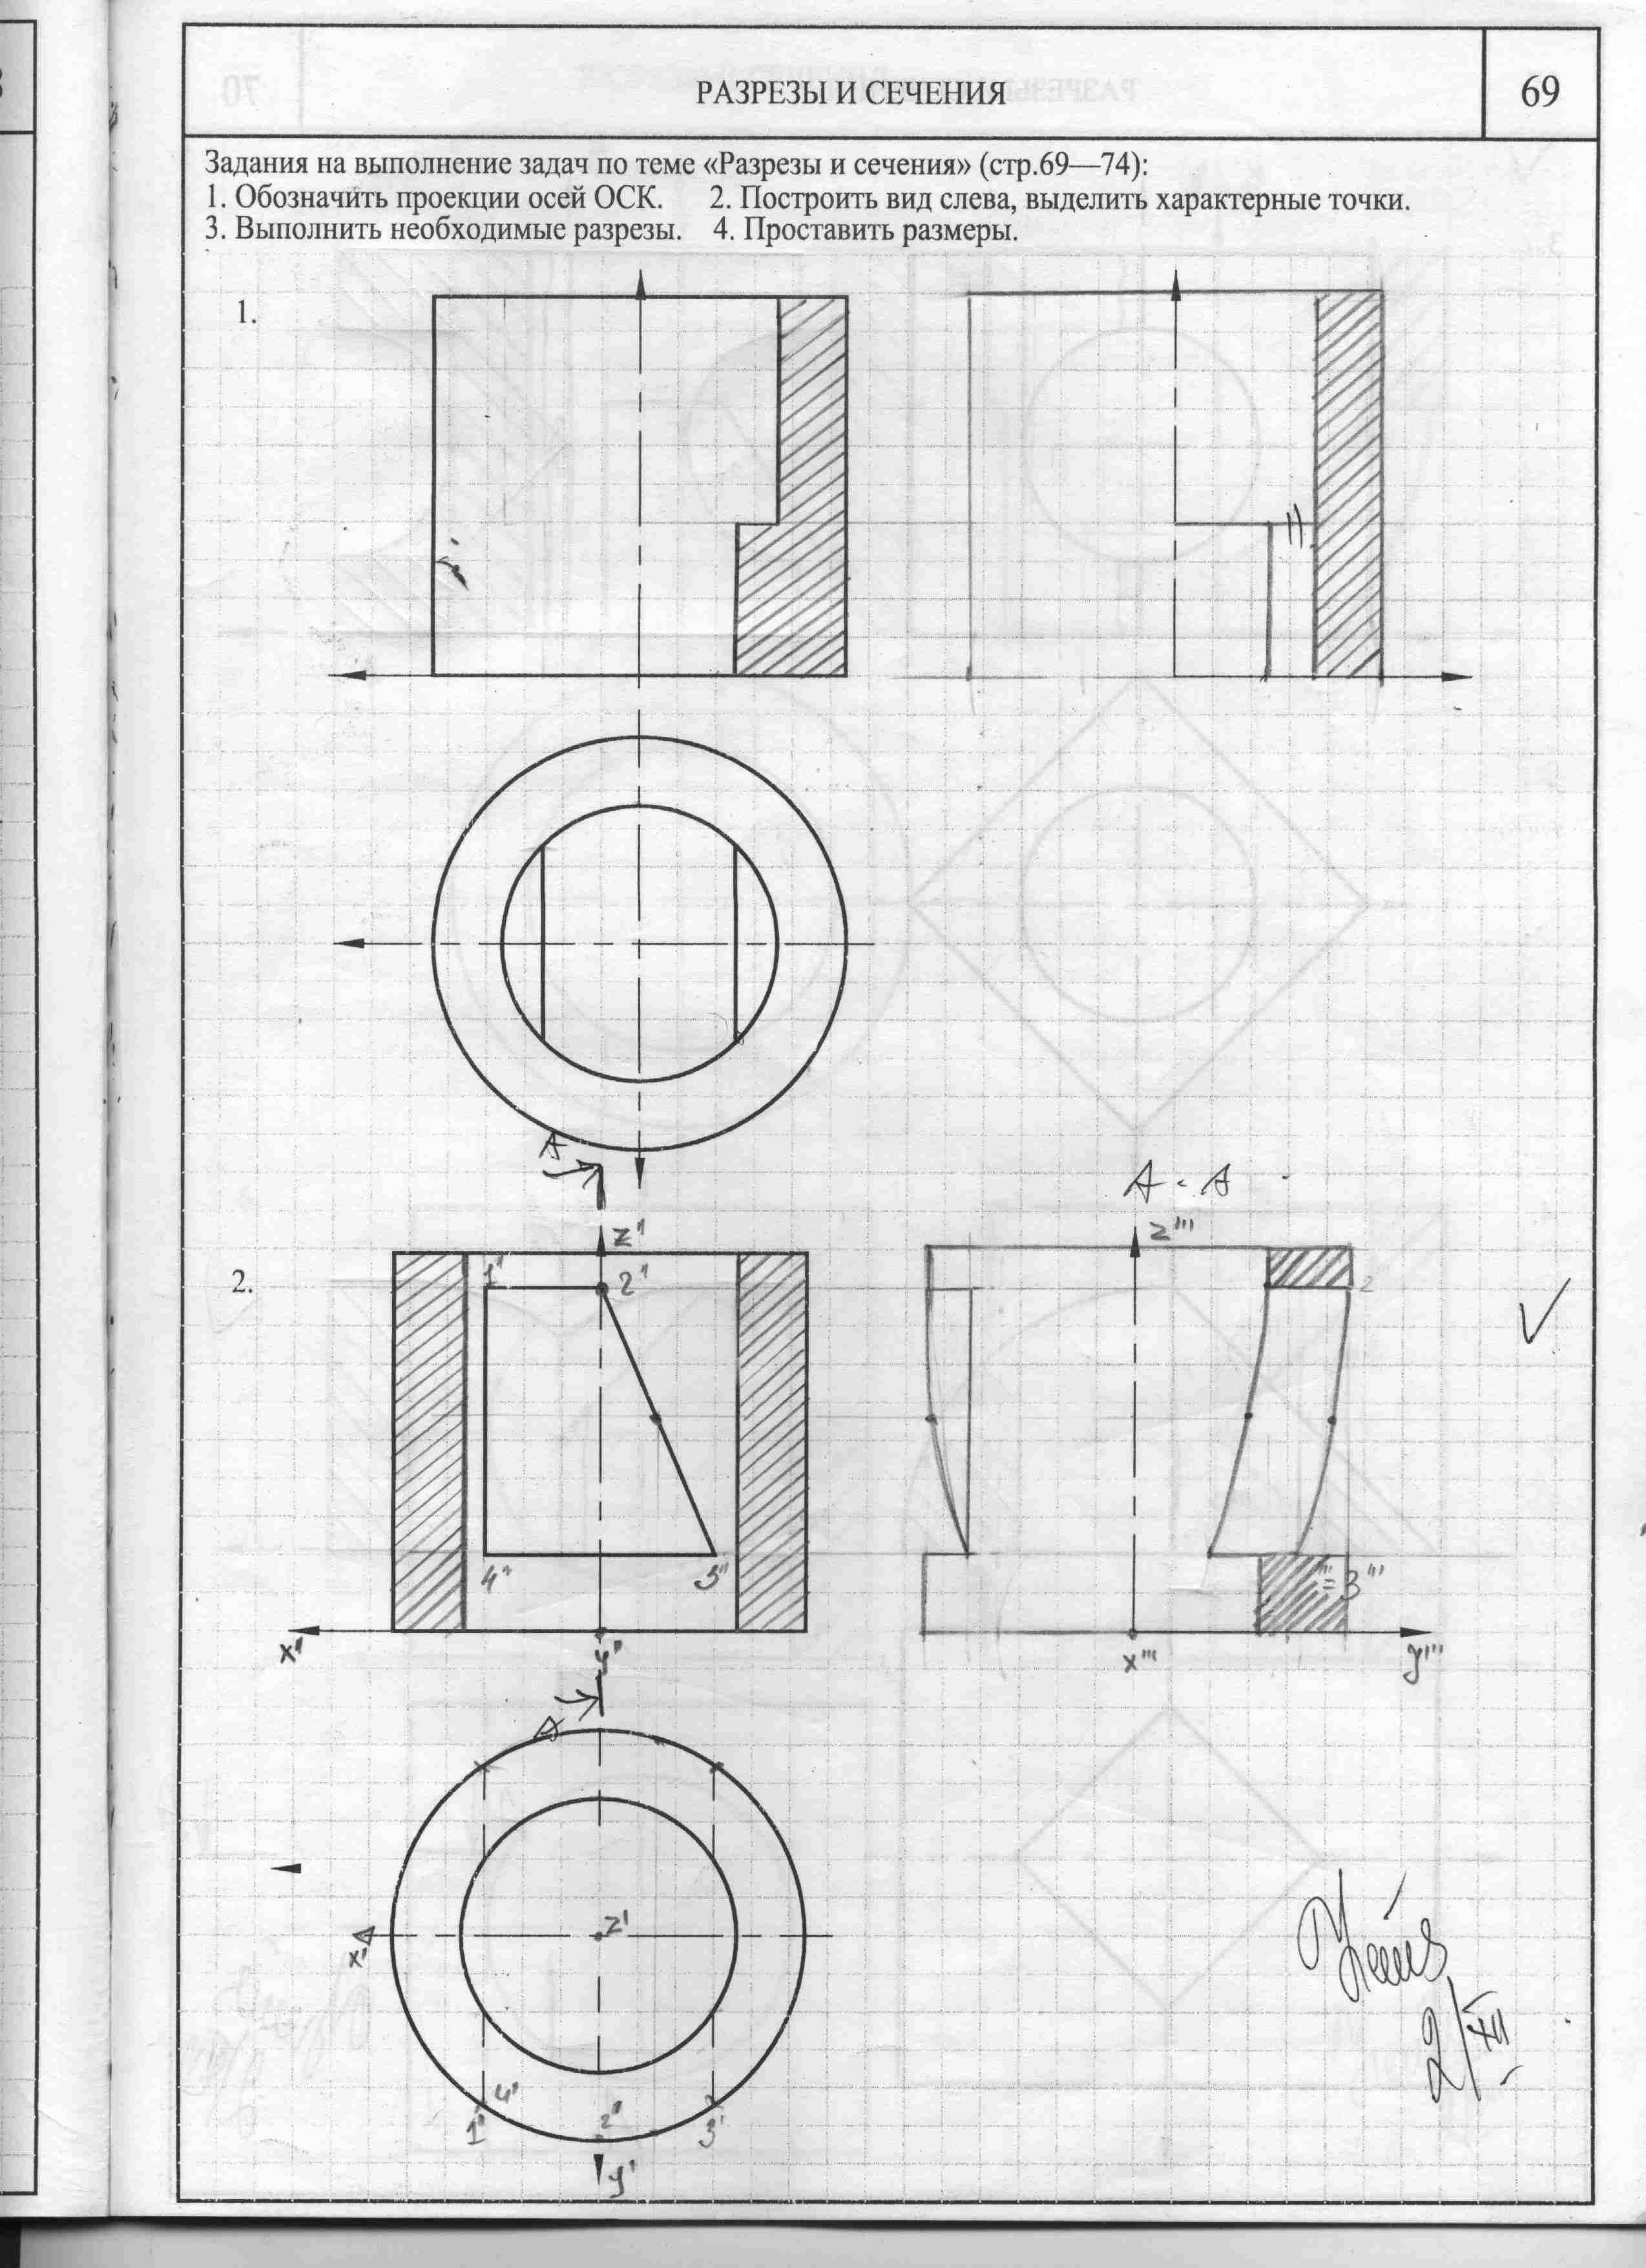 РАЗРЕЗЫ И СЕЧЕНИЯ
69
Задания на выполнение задач по теме «Разрезы и сечения» (стр.69—74):
1. Обозначить проекции осей ОСК. 2. Построить вид слева, выделить характерные точки.
3. Выполнить необходимые разрезы. 4. Проставить размеры.
1.
A
A - A
z" z'''
2.
1" 2" 2
4" 3" ≡3'''
x" y" x''' y'''
A
z'
x'
4'
1' 2' 3'
y'
2/XII